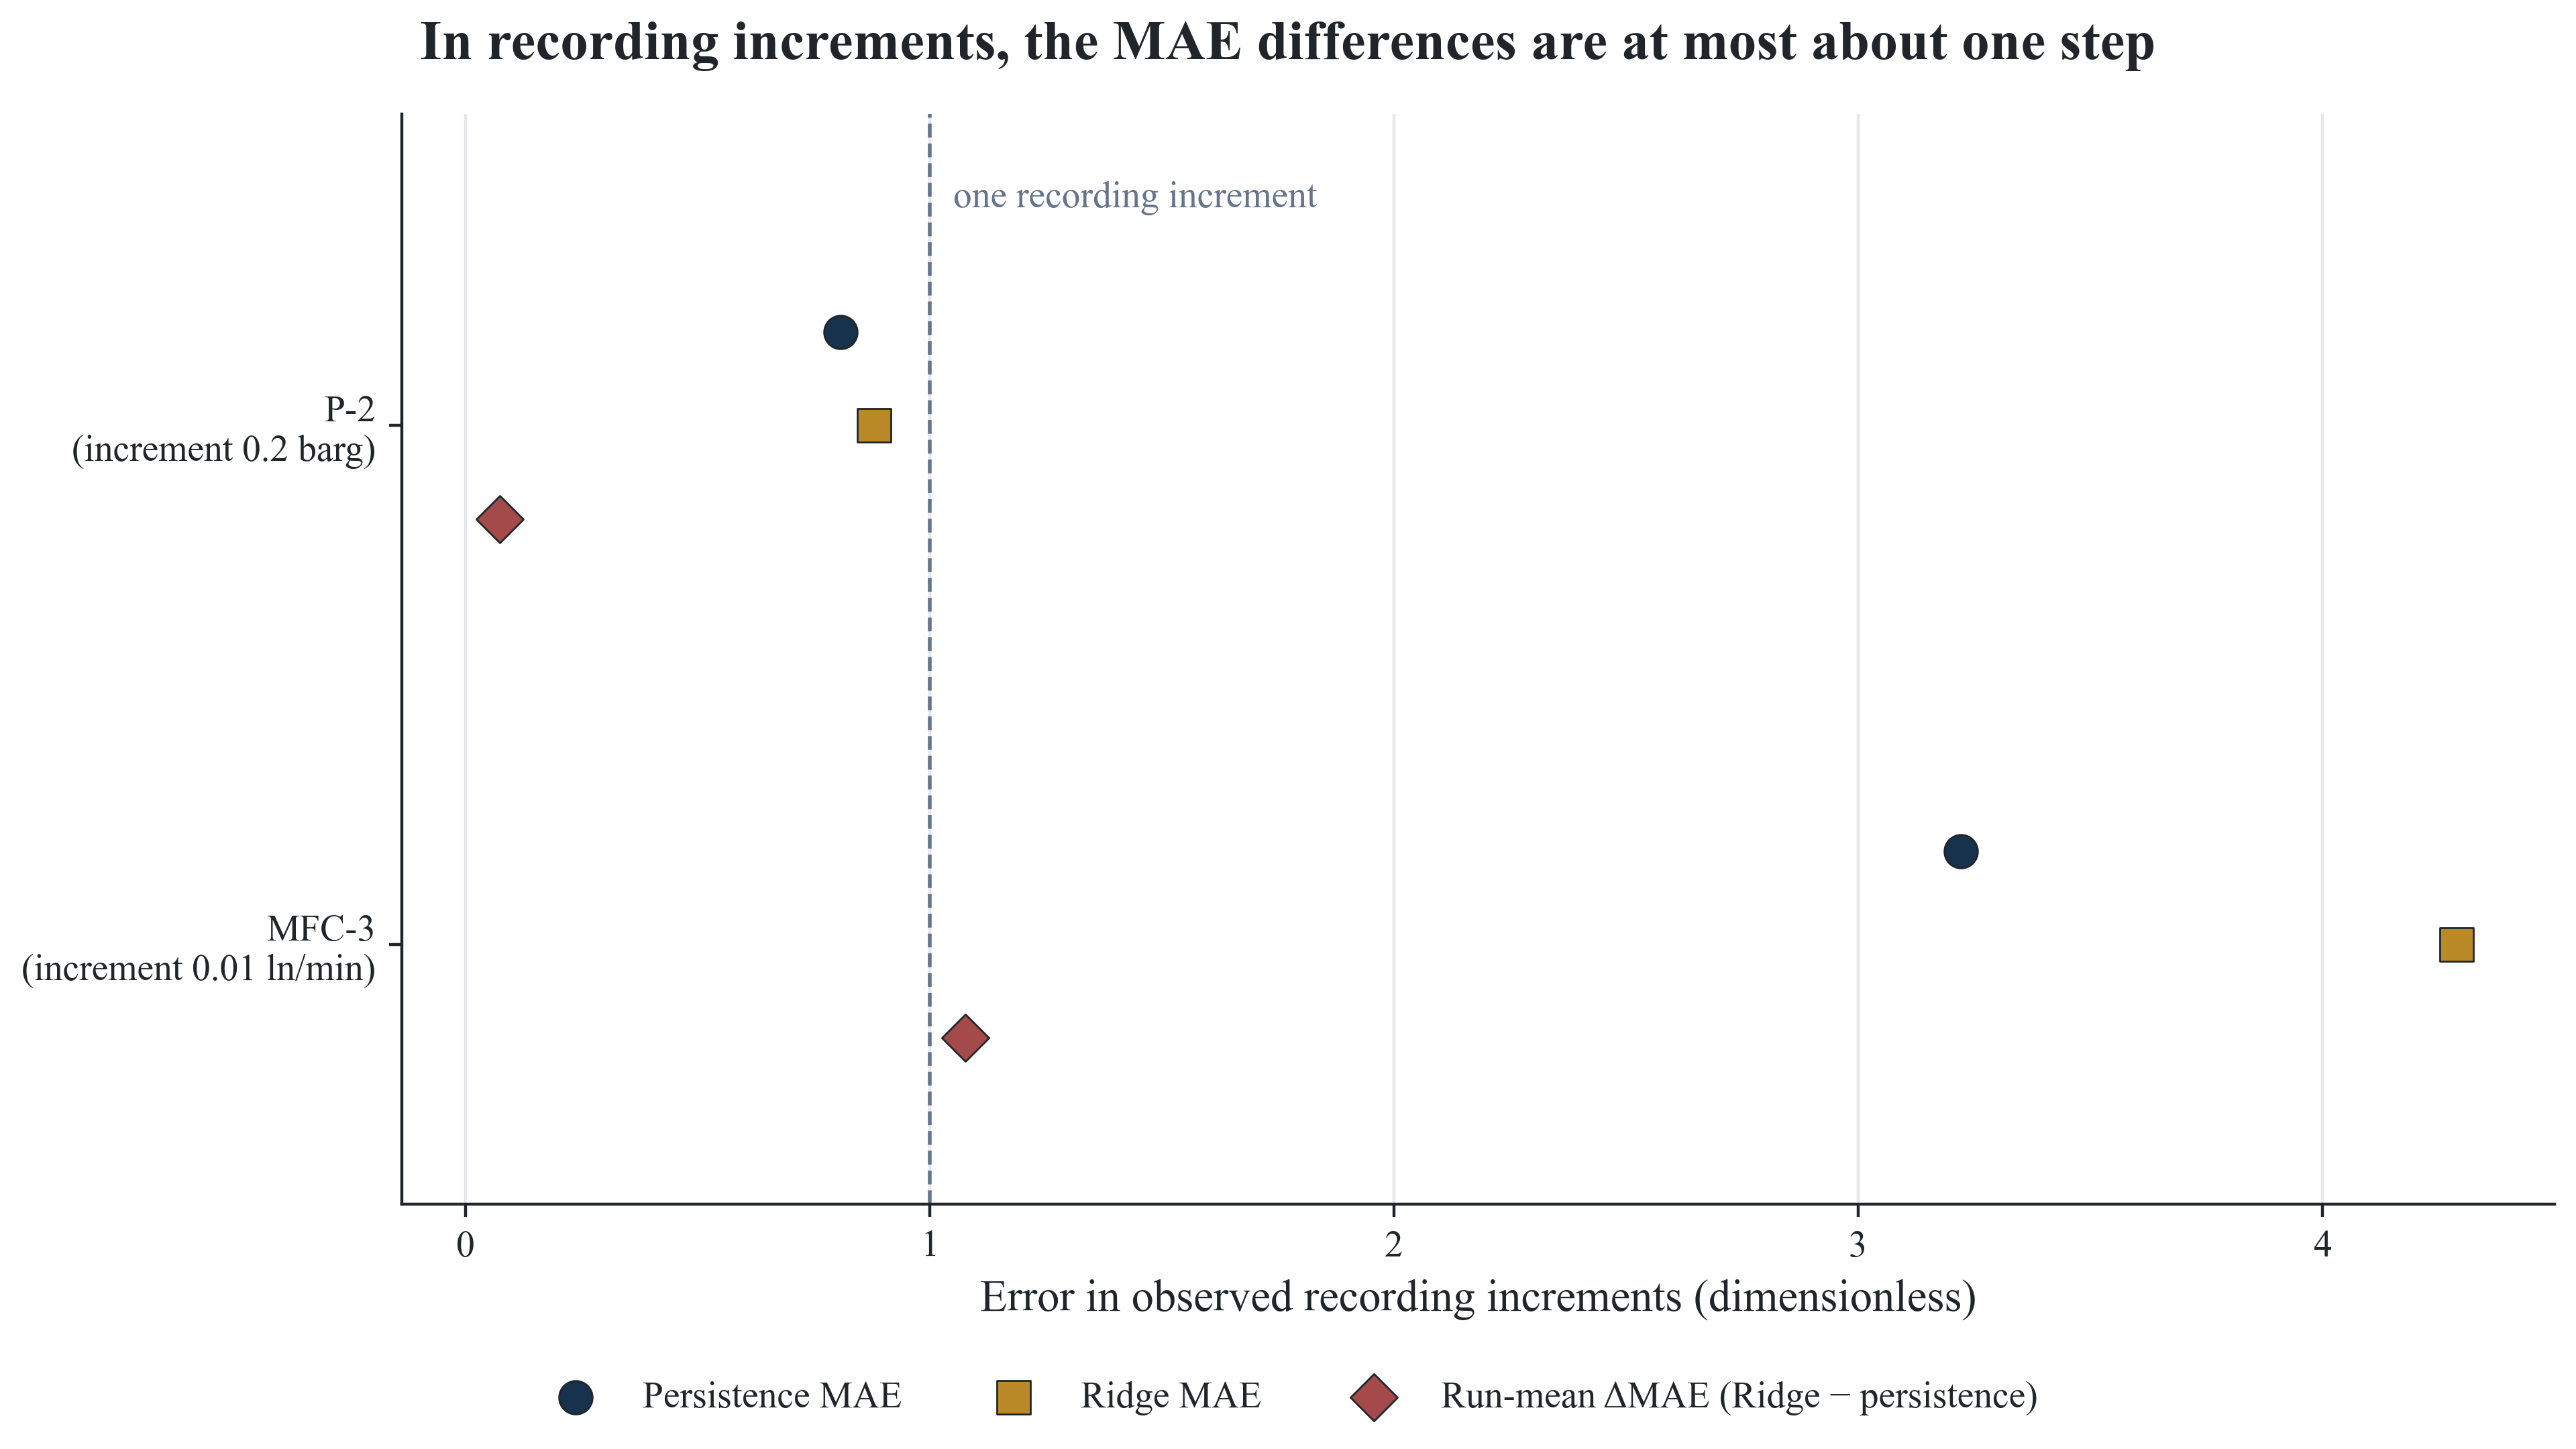 In recording increments, the MAE differences are at most about one step
one recording increment
P-2
(increment 0.2 barg)
MFC-3
(increment 0.01 ln/min)
0 1 2 3 4
Error in observed recording increments (dimensionless)
Persistence MAE Ridge MAE Run-mean ΔMAE (Ridge − persistence)